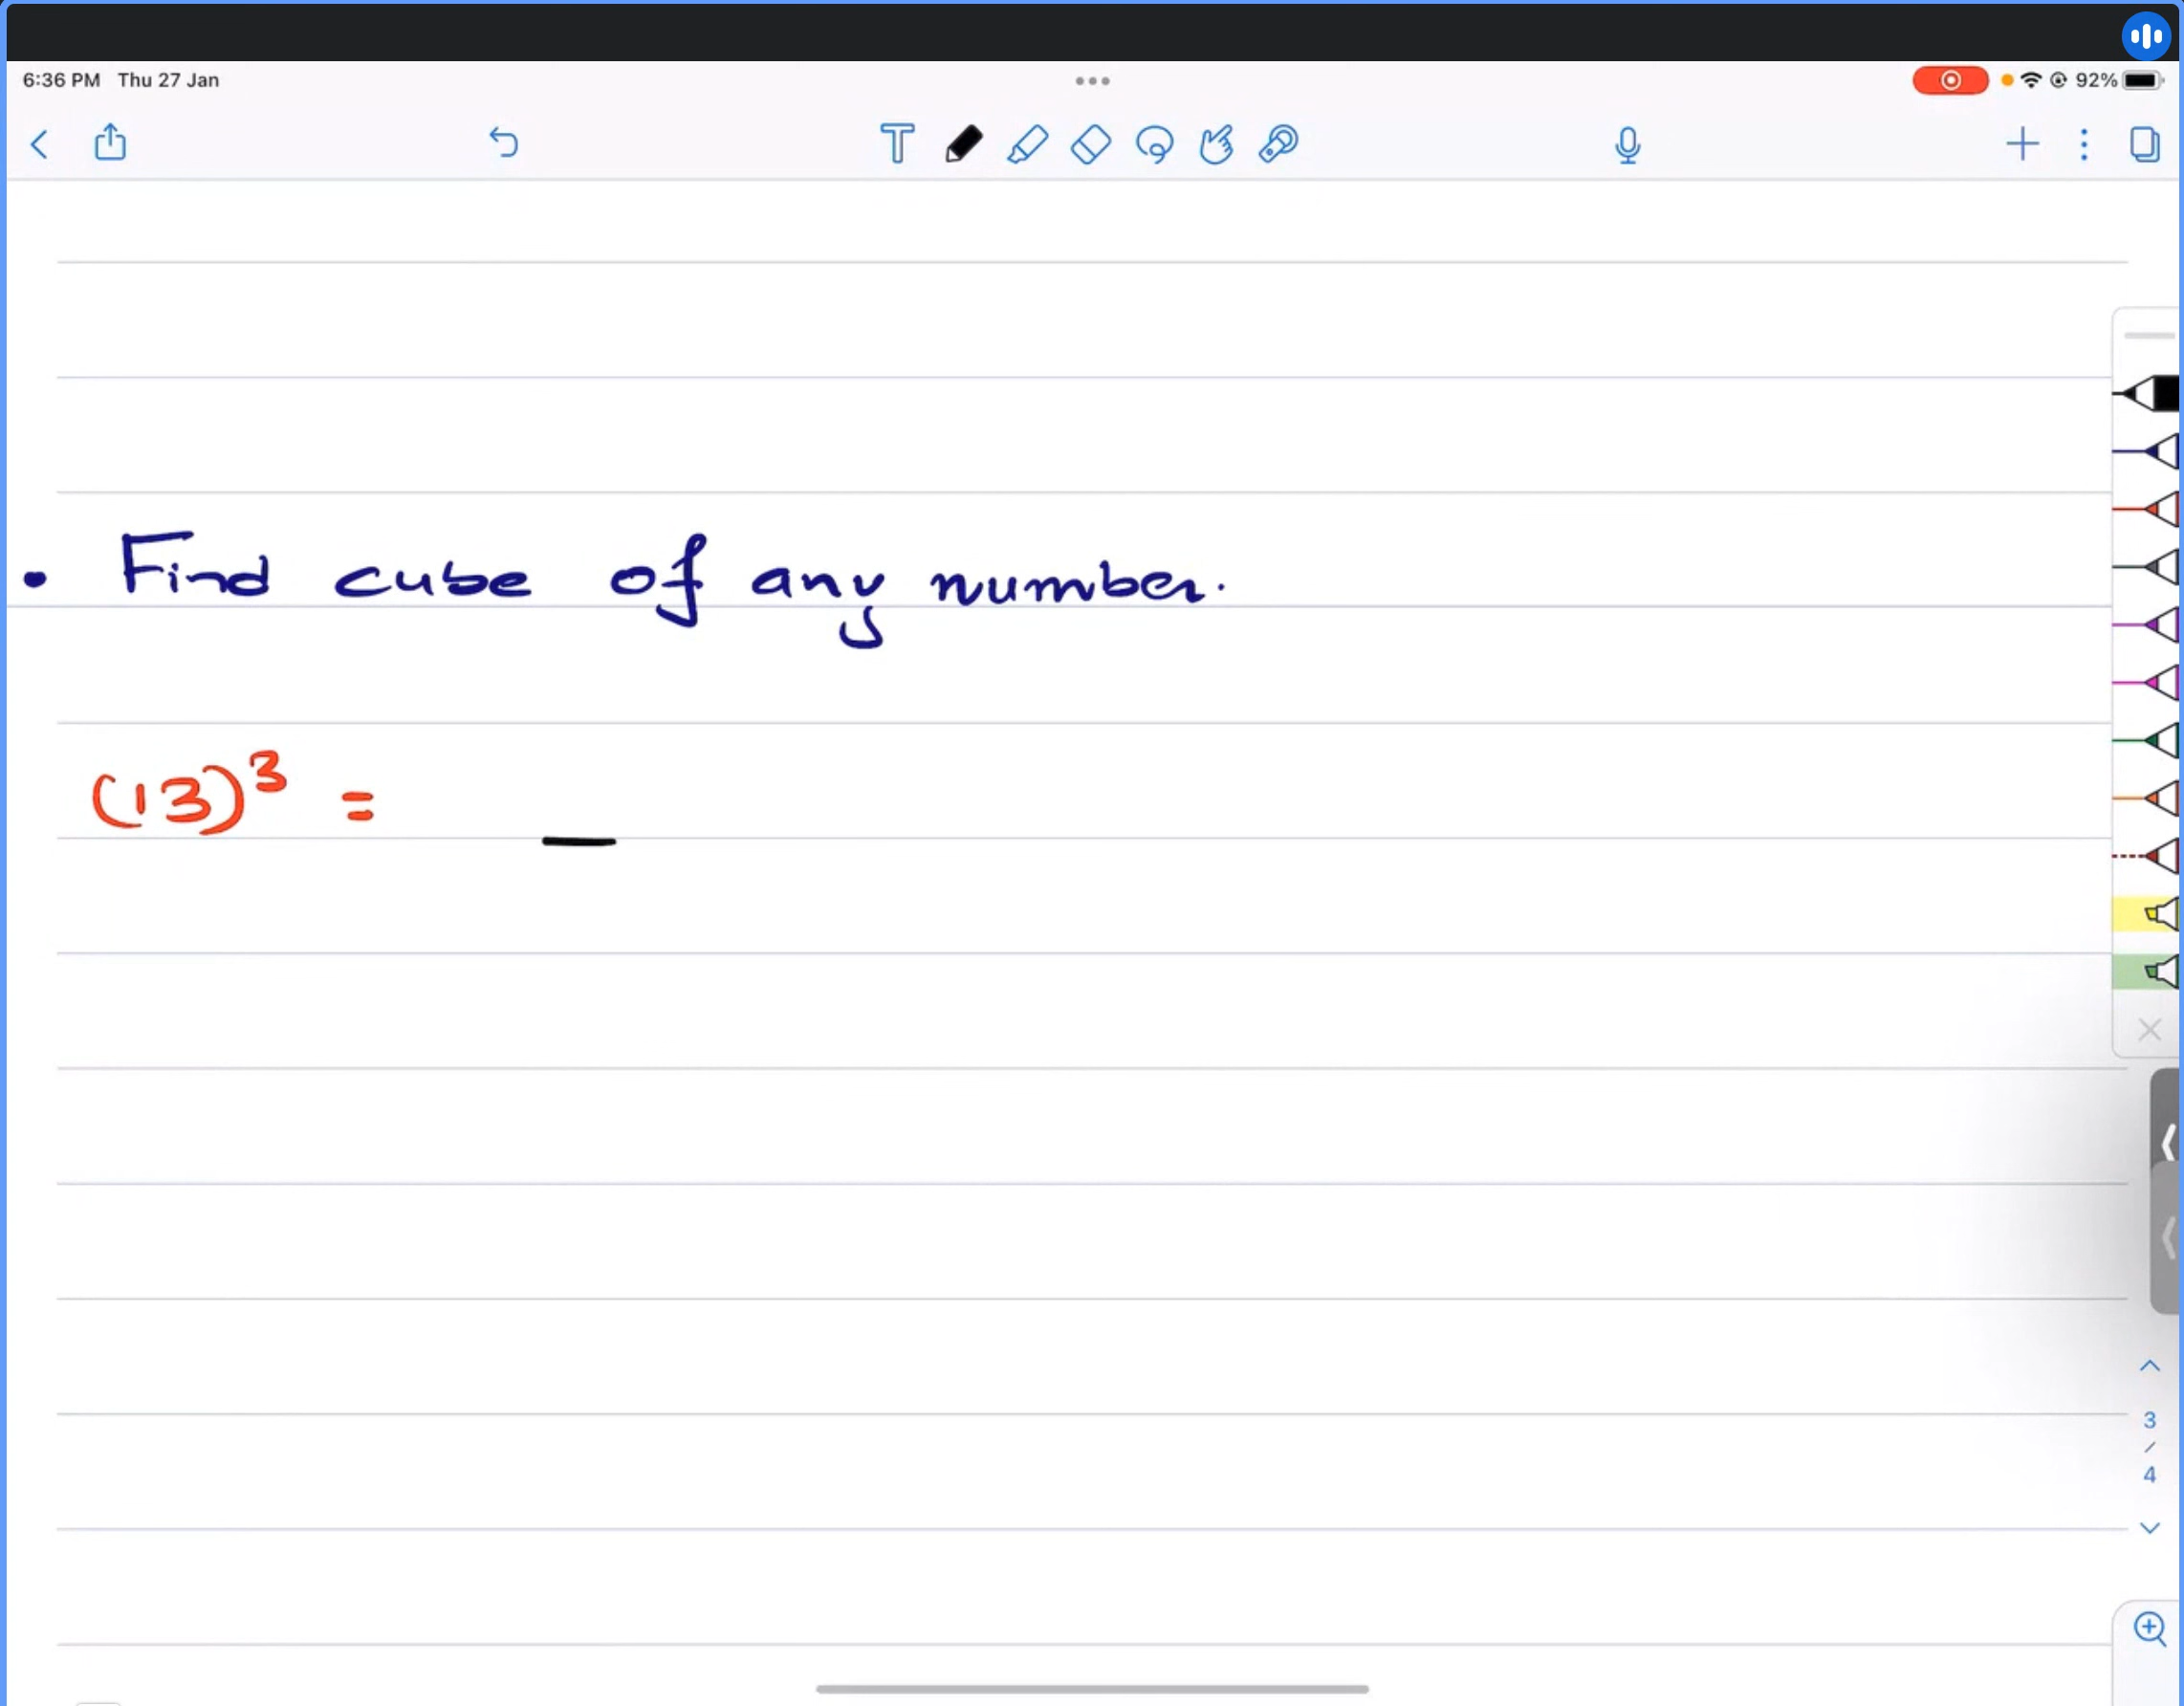 6:36 PM Thu 27 Jan
92%
T
• Find cube of any number.
(13)³ = _
3
/
4